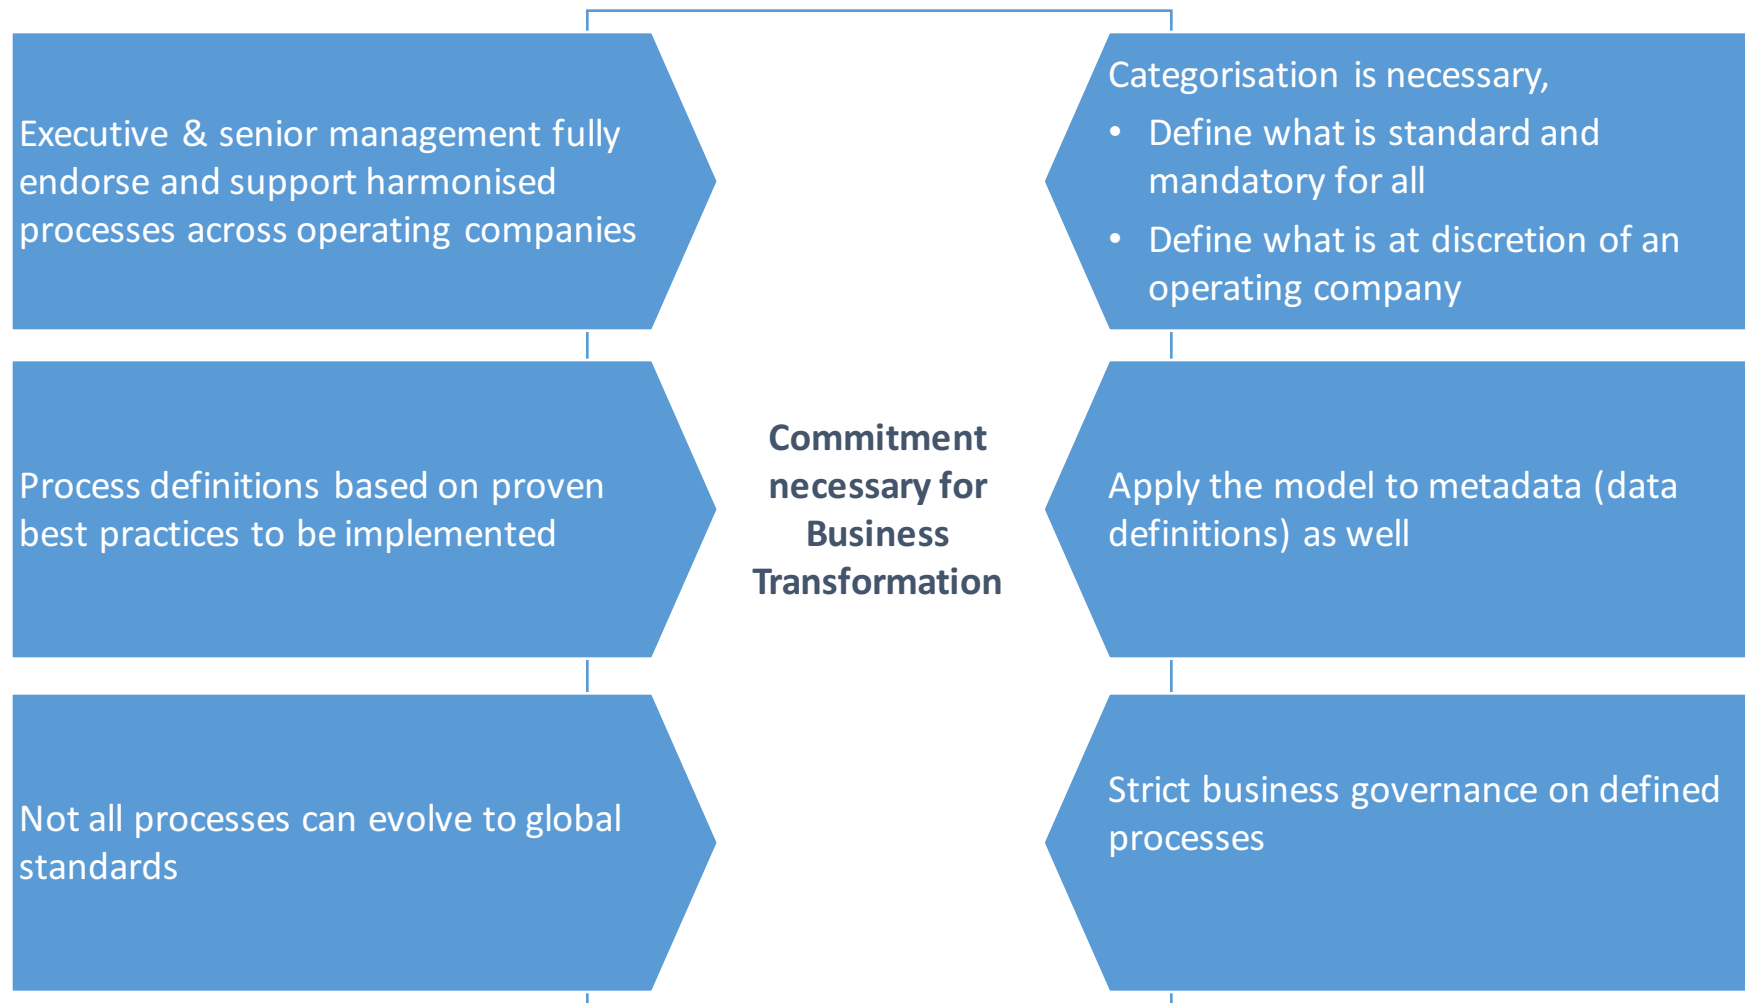 Executive & senior management fully
endorse and support harmonised
processes across operating companies
Process definitions based on proven
best practices to be implemented
Not all processes can evolve to global
standards
Commitment
necessary for
Business
Transformation
Categorisation is necessary,
• Define what is standard and
mandatory for all
• Define what is at discretion of an
operating company
Apply the model to metadata (data
definitions) as well
Strict business governance on defined
processes